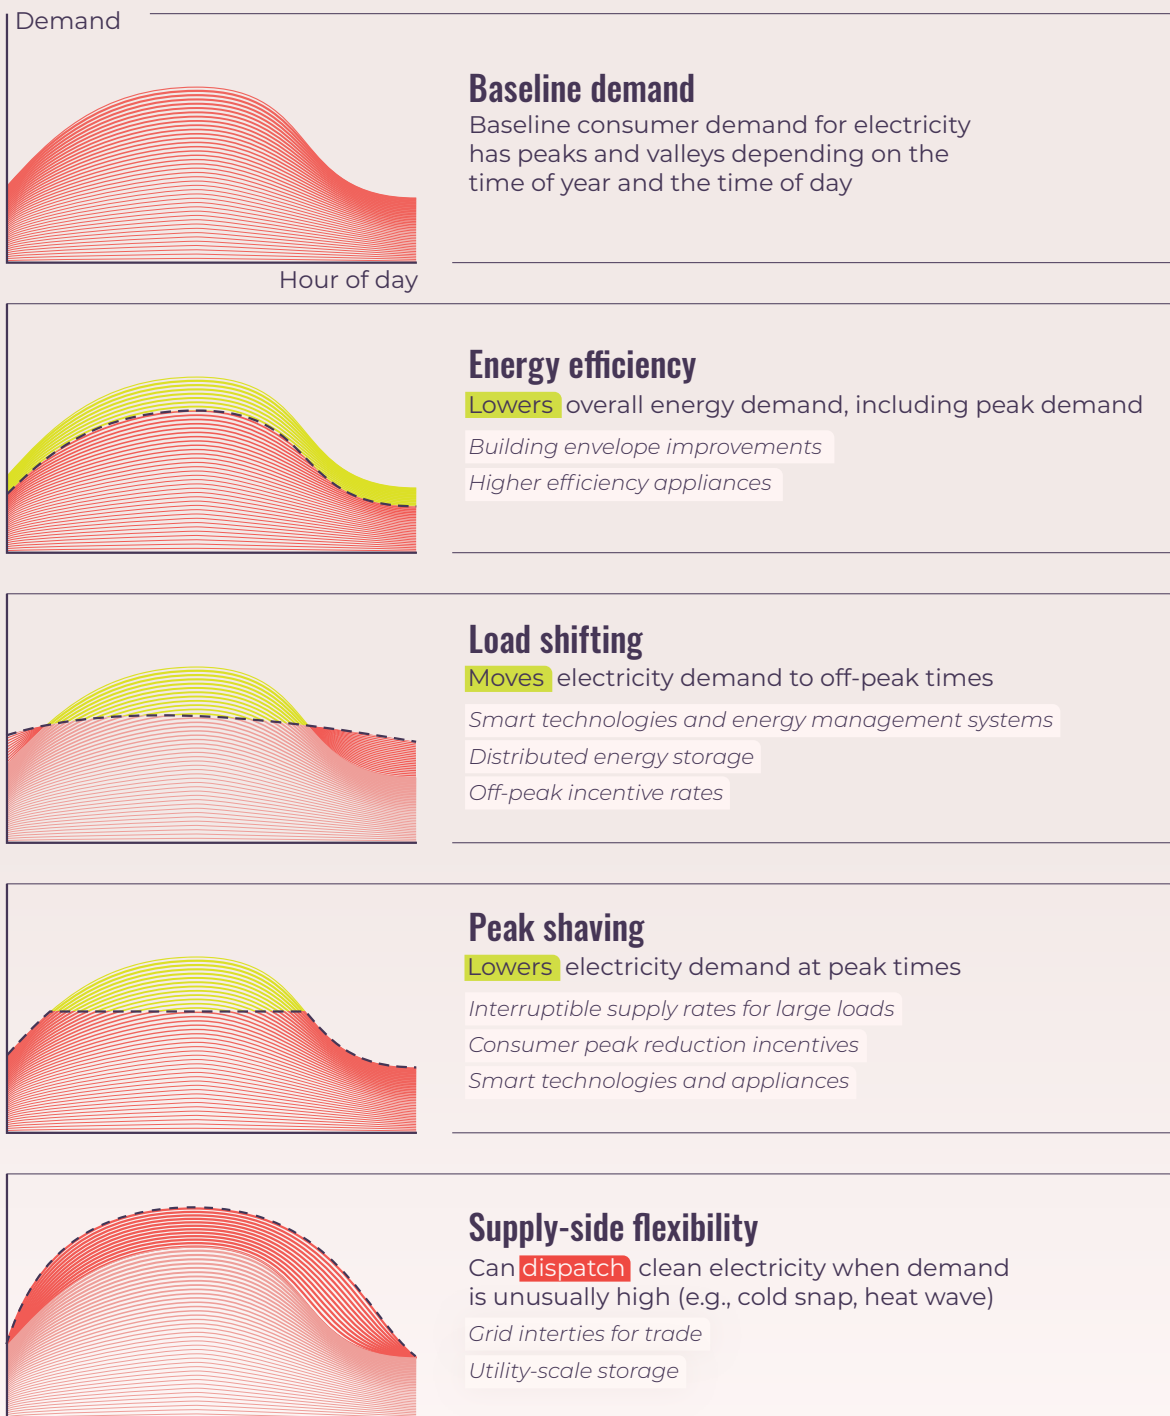 Demand
Baseline demand
Baseline consumer demand for electricity
has peaks and valleys depending on the
time of year and the time of day
Hour of day
Energy efficiency
Lowers overall energy demand, including peak demand
Building envelope improvements
Higher efficiency appliances
Load shifting
Moves electricity demand to off-peak times
Smart technologies and energy management systems
Distributed energy storage
Off-peak incentive rates
Peak shaving
Lowers electricity demand at peak times
Interruptible supply rates for large loads
Consumer peak reduction incentives
Smart technologies and appliances
Supply-side flexibility
Can dispatch clean electricity when demand
is unusually high (e.g., cold snap, heat wave)
Grid interties for trade
Utility-scale storage